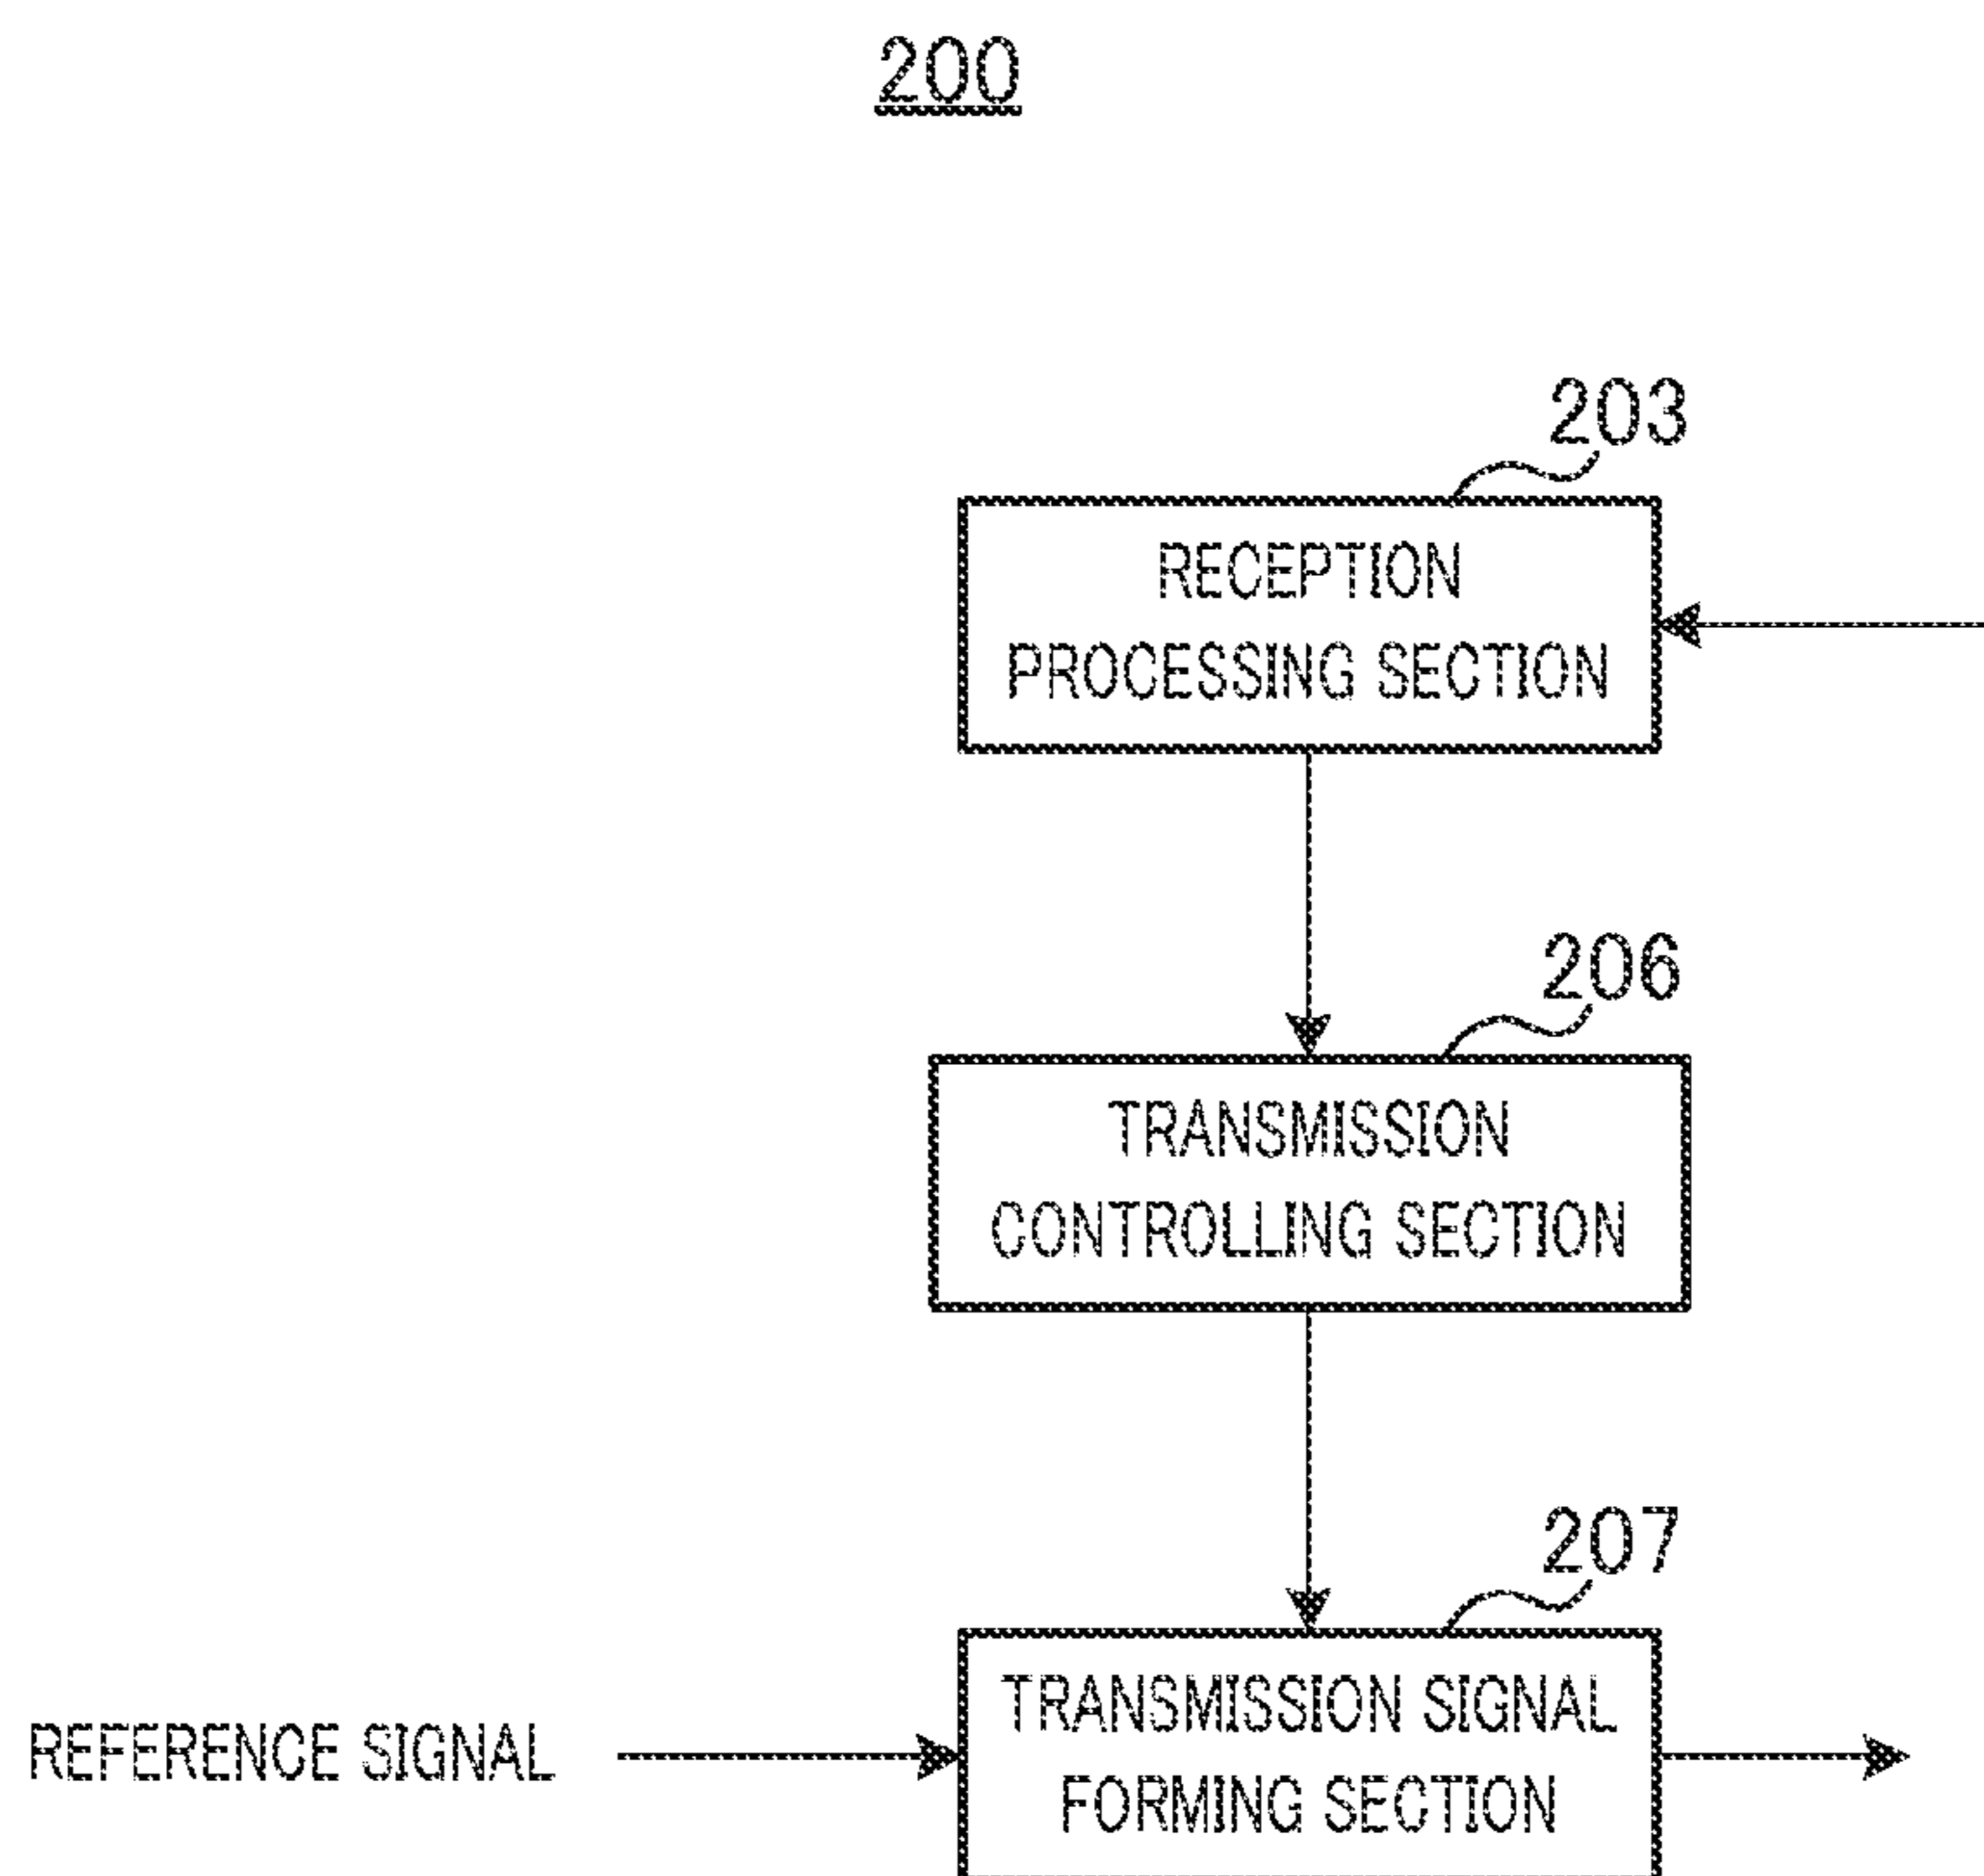 200
203
RECEPTION
PROCESSING SECTION
206
TRANSMISSION
CONTROLLING SECTION
207
TRANSMISSION SIGNAL
FORMING SECTION
REFERENCE SIGNAL